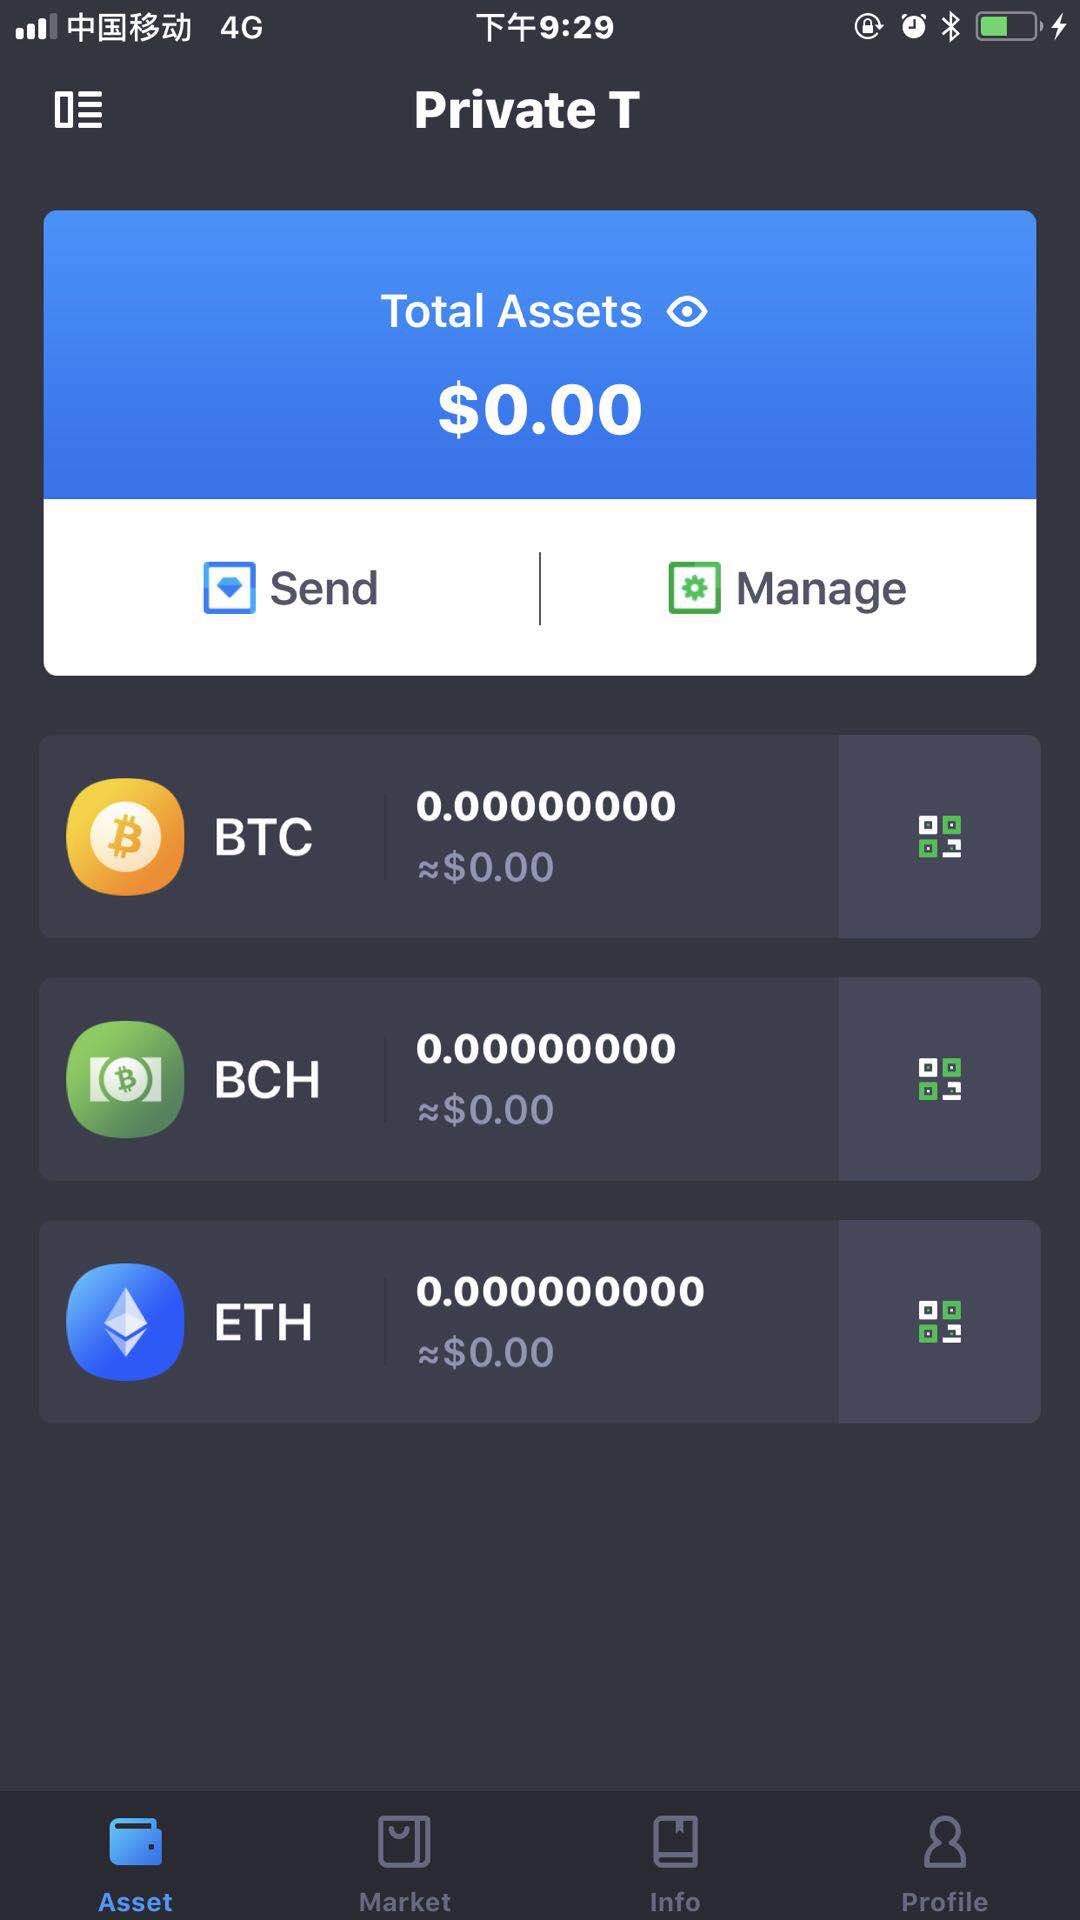 中国移动 4G 下午9:29
Private T
Total Assets
$0.00
Send Manage
BTC
0.00000000
≈$0.00
BCH
0.00000000
≈$0.00
ETH
0.000000000
≈$0.00
Asset Market Info Profile